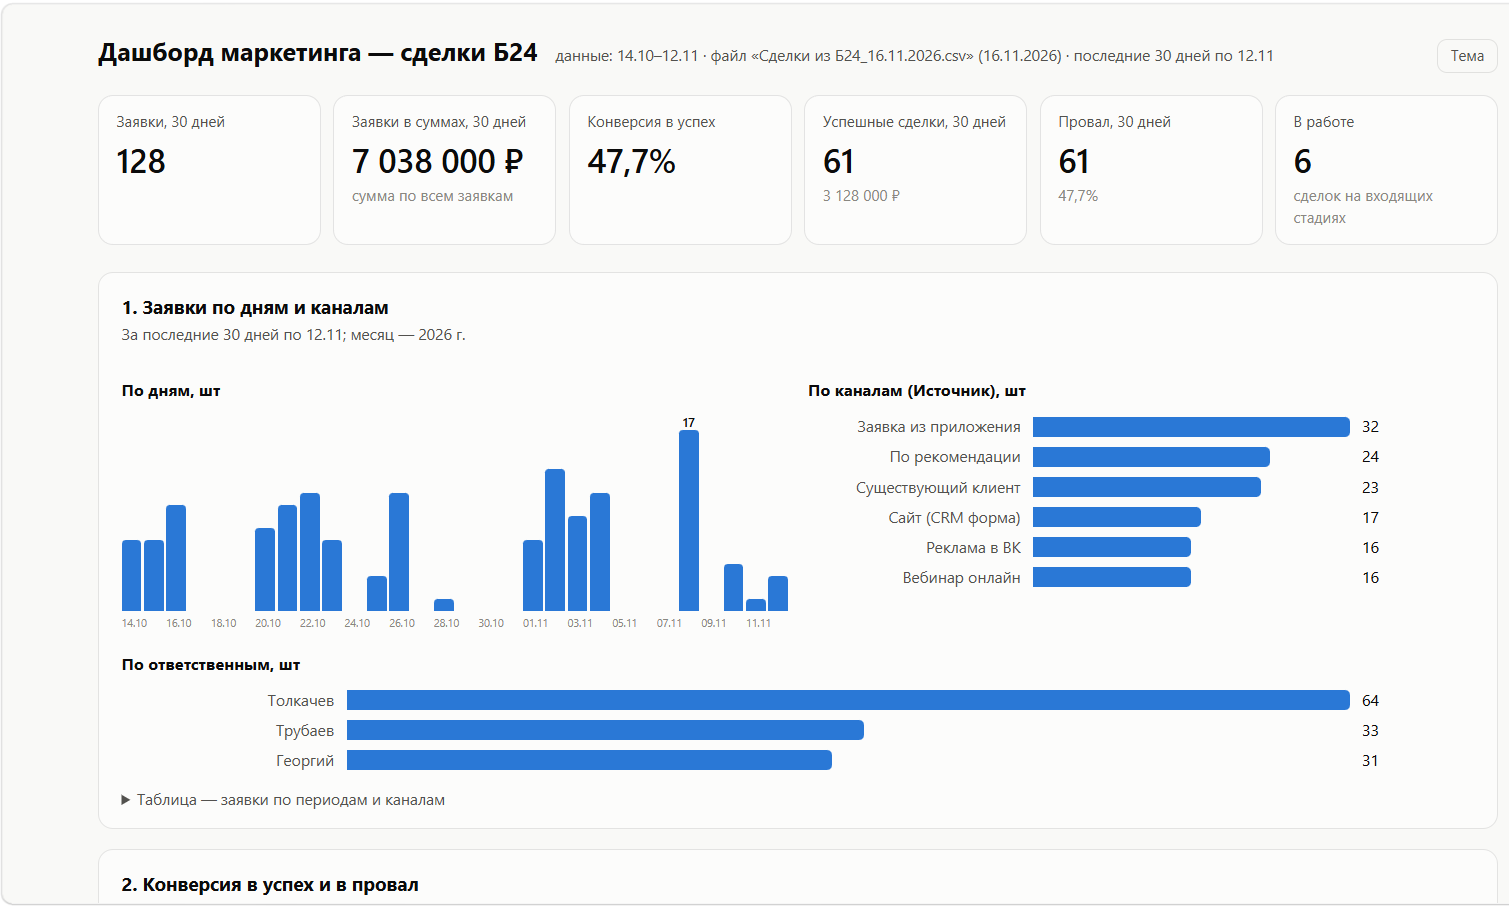 Дашборд маркетинга — сделки Б24 данные: 14.10–12.11 · файл «Сделки из Б24_16.11.2026.csv» (16.11.2026) · последние 30 дней по 12.11 Тема
Заявки, 30 дней
128
Заявки в суммах, 30 дней
7 038 000 ₽
сумма по всем заявкам
Конверсия в успех
47,7%
Успешные сделки, 30 дней
61
3 128 000 ₽
Провал, 30 дней
61
47,7%
В работе
6
сделок на входящих
стадиях
1. Заявки по дням и каналам
За последние 30 дней по 12.11; месяц — 2026 г.
По дням, шт
17
14.10 16.10 18.10 20.10 22.10 24.10 26.10 28.10 30.10 01.11 03.11 05.11 07.11 09.11 11.11
По каналам (Источник), шт
Заявка из приложения 32
По рекомендации 24
Существующий клиент 23
Сайт (CRM форма) 17
Реклама в ВК 16
Вебинар онлайн 16
По ответственным, шт
Толкачев 64
Трубаев 33
Георгий 31
▶ Таблица — заявки по периодам и каналам
2. Конверсия в успех и в провал